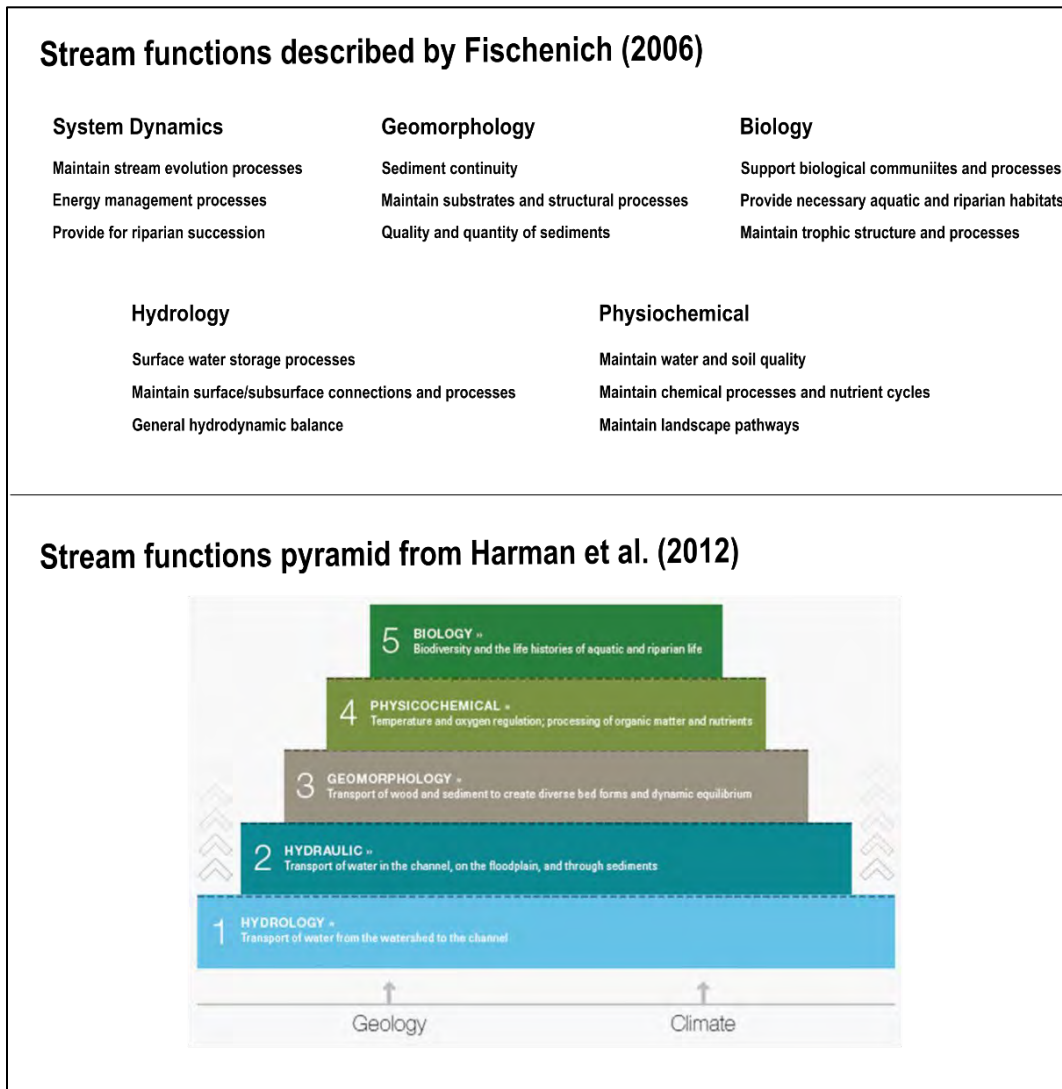 Stream functions described by Fischenich (2006)
System Dynamics
Maintain stream evolution processes
Energy management processes
Provide for riparian succession
Geomorphology
Sediment continuity
Maintain substrates and structural processes
Quality and quantity of sediments
Biology
Support biological communiites and processes
Provide necessary aquatic and riparian habitats
Maintain trophic structure and processes
Hydrology
Surface water storage processes
Maintain surface/subsurface connections and processes
General hydrodynamic balance
Physiochemical
Maintain water and soil quality
Maintain chemical processes and nutrient cycles
Maintain landscape pathways
Stream functions pyramid from Harman et al. (2012)
5 BIOLOGY »
Biodiversity and the life histories of aquatic and riparian life
4 PHYSICOCHEMICAL »
Temperature and oxygen regulation; processing of organic matter and nutrients
3 GEOMORPHOLOGY »
Transport of wood and sediment to create diverse bed forms and dynamic equilibrium
2 HYDRAULIC »
Transport of water in the channel, on the floodplain, and through sediments
1 HYDROLOGY »
Transport of water from the watershed to the channel
Geology
Climate